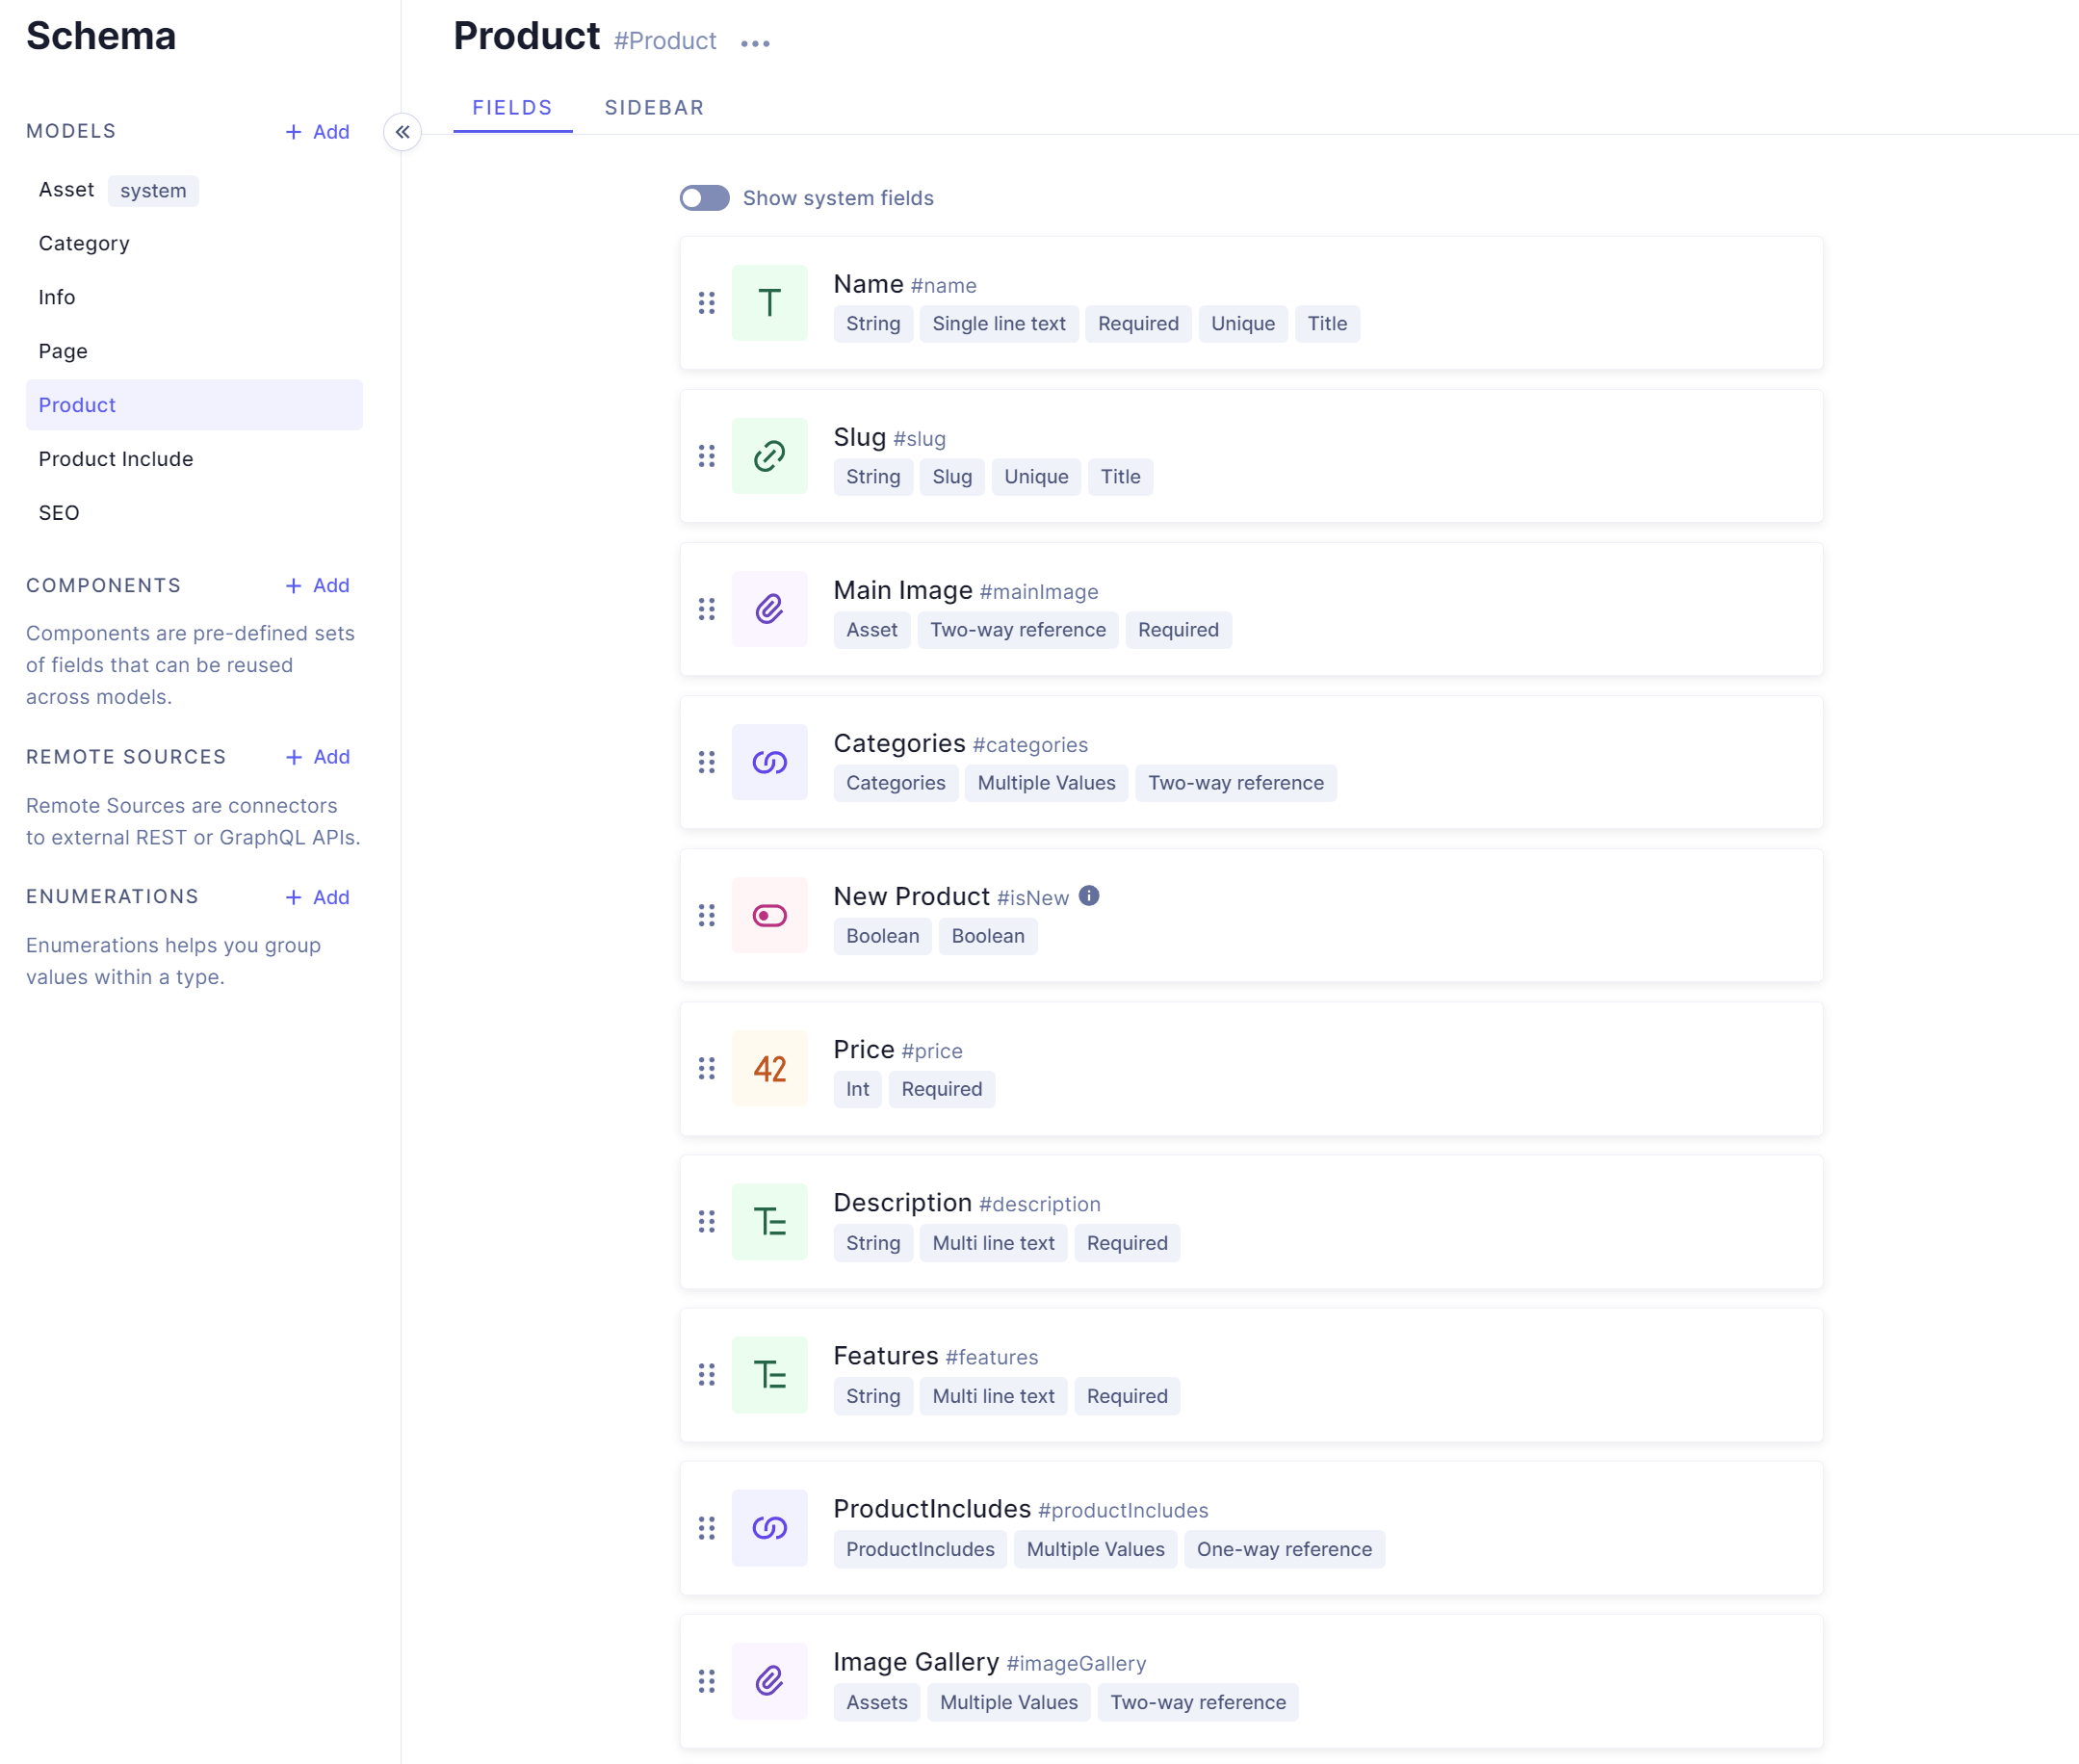 Schema
MODELS
+ Add
Asset system
Category
Info
Page
Product
Product Include
SEO
COMPONENTS
+ Add
Components are pre-defined sets
of fields that can be reused
across models.
REMOTE SOURCES
+ Add
Remote Sources are connectors
to external REST or GraphQL APIs.
ENUMERATIONS
+ Add
Enumerations helps you group
values within a type.
Product #Product
FIELDS SIDEBAR
Show system fields
T
Name #name
String Single line text Required Unique Title
Slug #slug
String Slug Unique Title
Main Image #mainImage
Asset Two-way reference Required
Categories #categories
Categories Multiple Values Two-way reference
New Product #isNew
Boolean Boolean
42
Price #price
Int Required
Description #description
String Multi line text Required
Features #features
String Multi line text Required
ProductIncludes #productIncludes
ProductIncludes Multiple Values One-way reference
Image Gallery #imageGallery
Assets Multiple Values Two-way reference